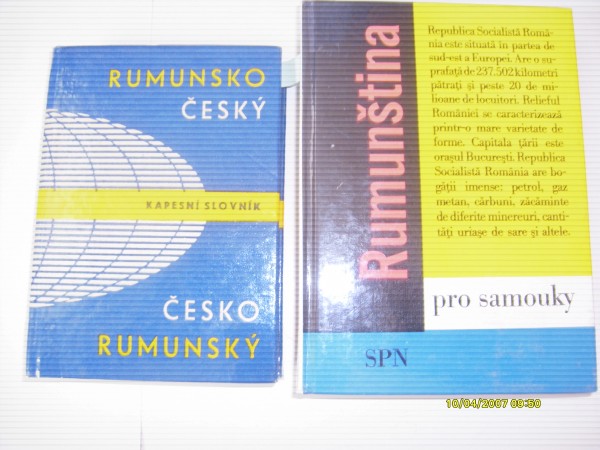 RUMUNSKO
ČESKÝ
KAPESNÍ SLOVNÍK
ČESKO
RUMUNSKÝ
Rumunština
Republica Socialistă Româ-
nia este situată în partea de
sud-est a Europei. Are o su-
prafață de 237.502 kilometri
pătrați și peste 20 de mi-
lioane de locuitori. Relieful
României se caracterizează
printr-o mare varietate de
forme. Capitala țării este
orașul București. Republica
Socialistă România are bo-
gății imense: petrol, gaz
metan, cărbuni, zăcăminte
de diferite minereuri, canti-
tăți uriașe de sare și altele.
pro samouky
SPN
10/04/2007 09:50